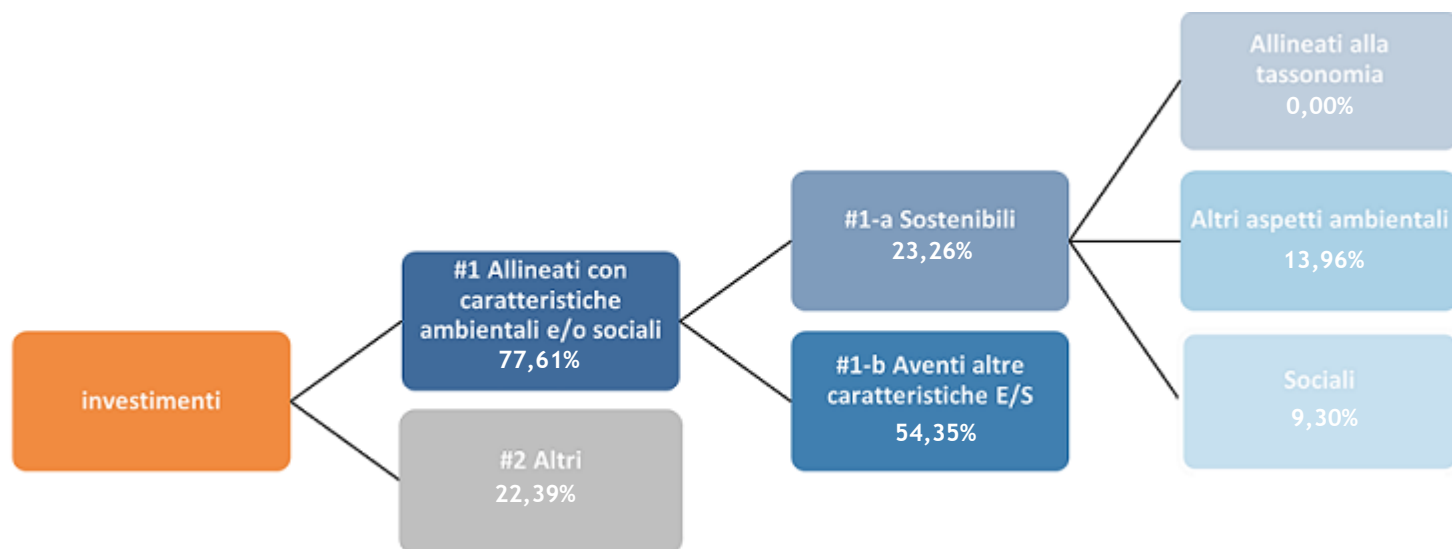 investimenti
#1 Allineati con
caratteristiche
ambientali e/o sociali
77,61%
#2 Altri
22,39%
#1-a Sostenibili
23,26%
#1-b Aventi altre
caratteristiche E/S
54,35%
Allineati alla
tassonomia
0,00%
Altri aspetti ambientali
13,96%
Sociali
9,30%